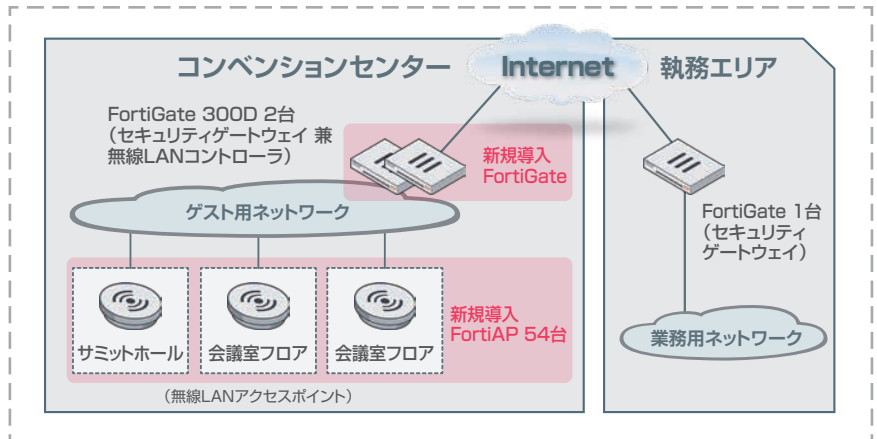 コンベンションセンター
Internet
執務エリア
FortiGate 300D 2台
（セキュリティゲートウェイ 兼
無線LANコントローラ）
新規導入
FortiGate
ゲスト用ネットワーク
FortiGate 1台
（セキュリティ
ゲートウェイ）
サミットホール
会議室フロア
会議室フロア
新規導入
FortiAP 54台
業務用ネットワーク
（無線LANアクセスポイント）